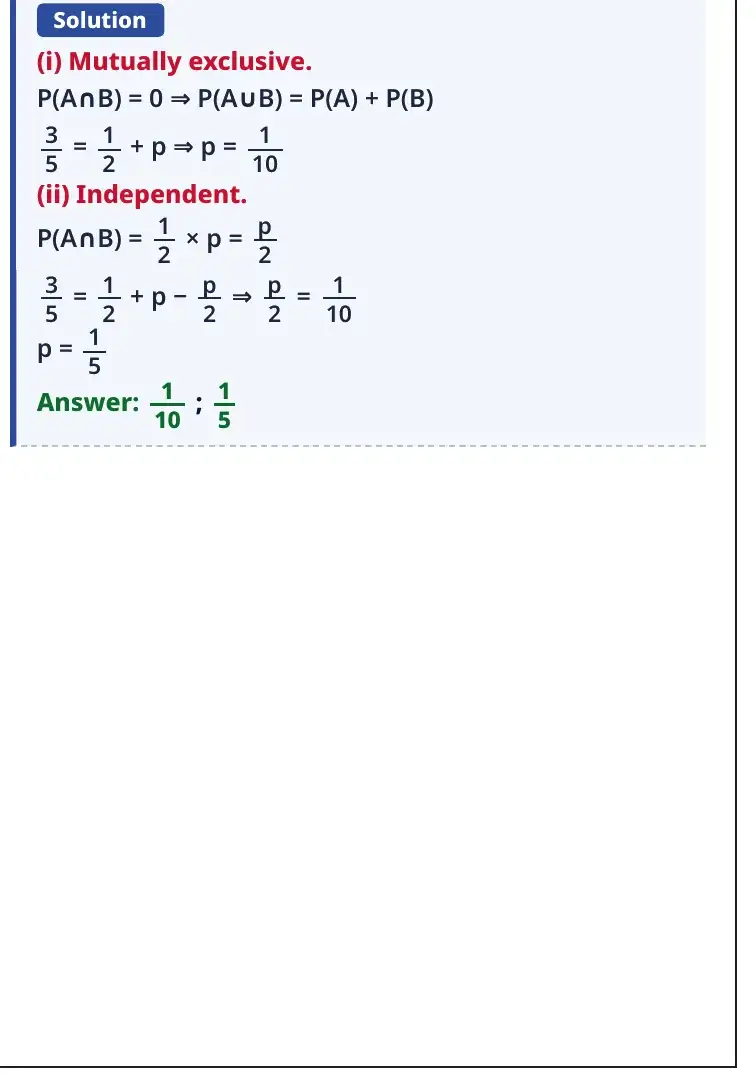 Solution
(i) Mutually exclusive.
P(A∩B) = 0 ⇒ P(A∪B) = P(A) + P(B)
3/5 = 1/2 + p ⇒ p = 1/10
(ii) Independent.
P(A∩B) = 1/2 × p = p/2
3/5 = 1/2 + p − p/2 ⇒ p/2 = 1/10
p = 1/5
Answer: 1/10 ; 1/5